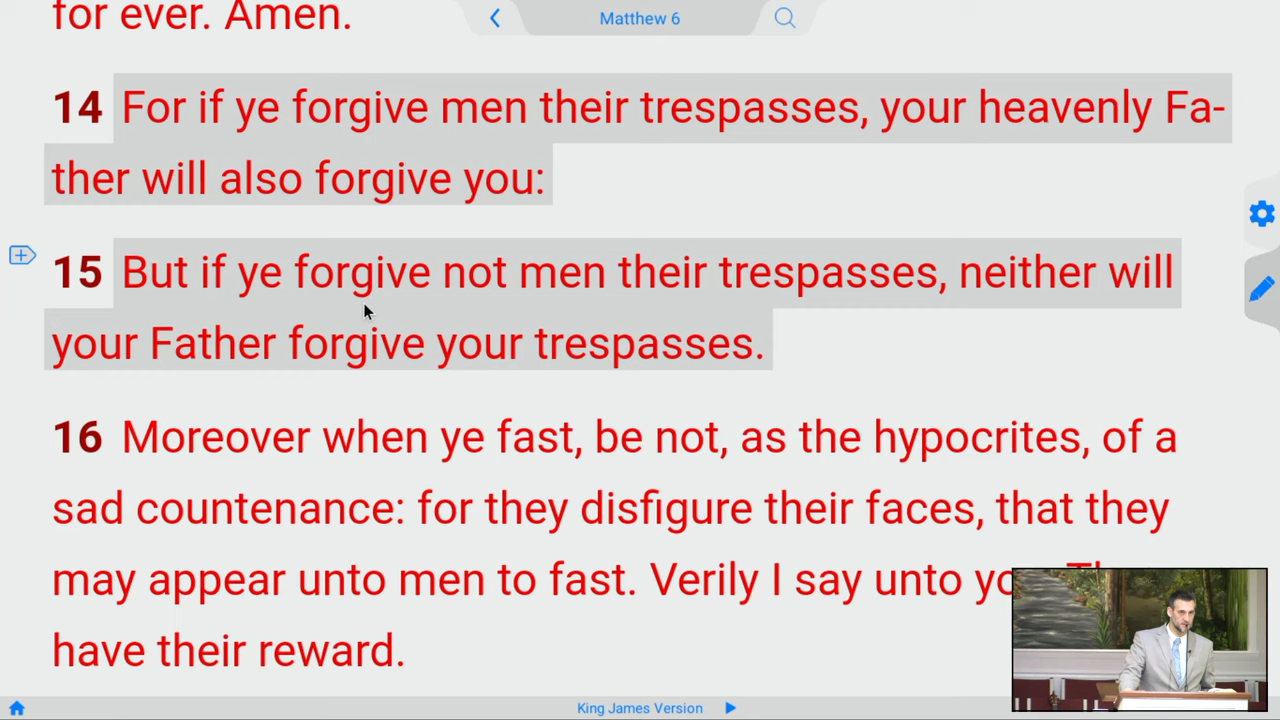 for ever. Amen.
Matthew 6
14 For if ye forgive men their trespasses, your heavenly Fa-
ther will also forgive you:
15 But if ye forgive not men their trespasses, neither will
your Father forgive your trespasses.
16 Moreover when ye fast, be not, as the hypocrites, of a
sad countenance: for they disfigure their faces, that they
may appear unto men to fast. Verily I say unto
have their reward.
King James Version